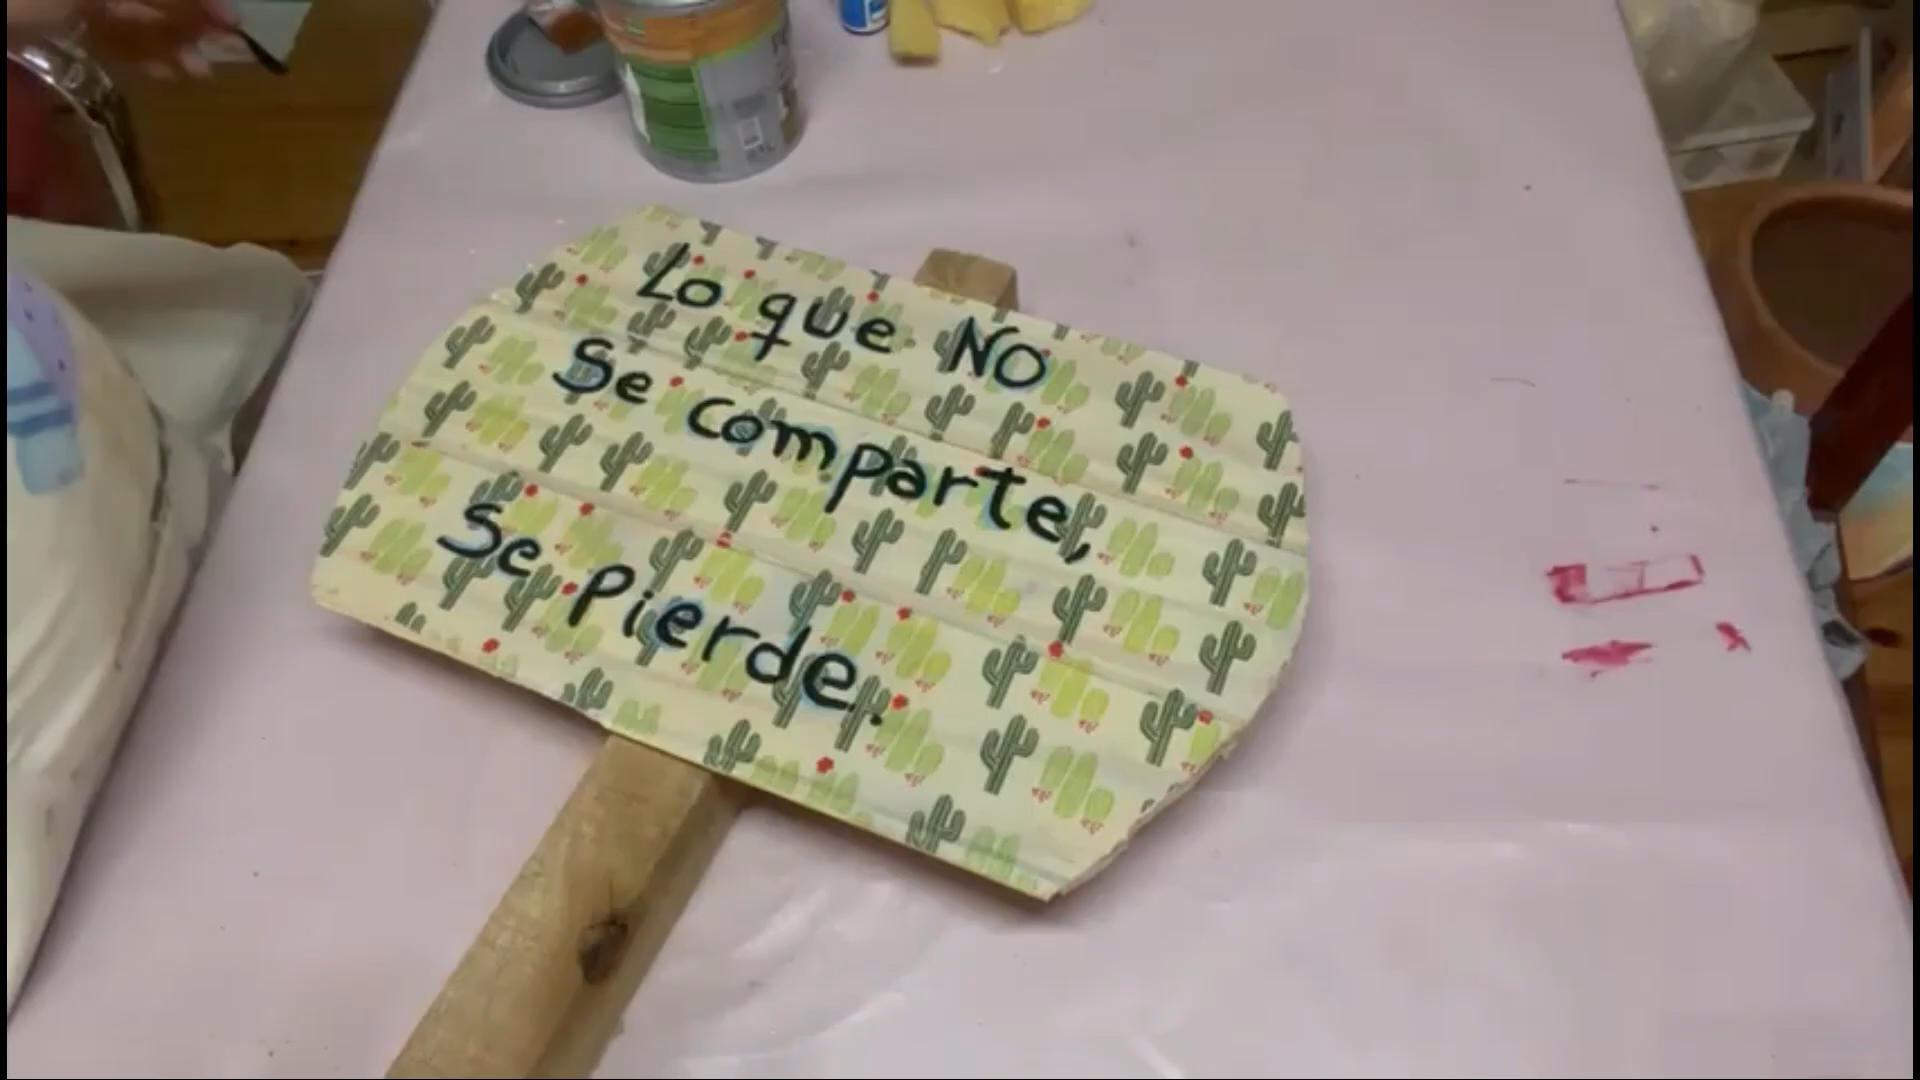 Lo que NO
Se comparte,
Se Pierde.